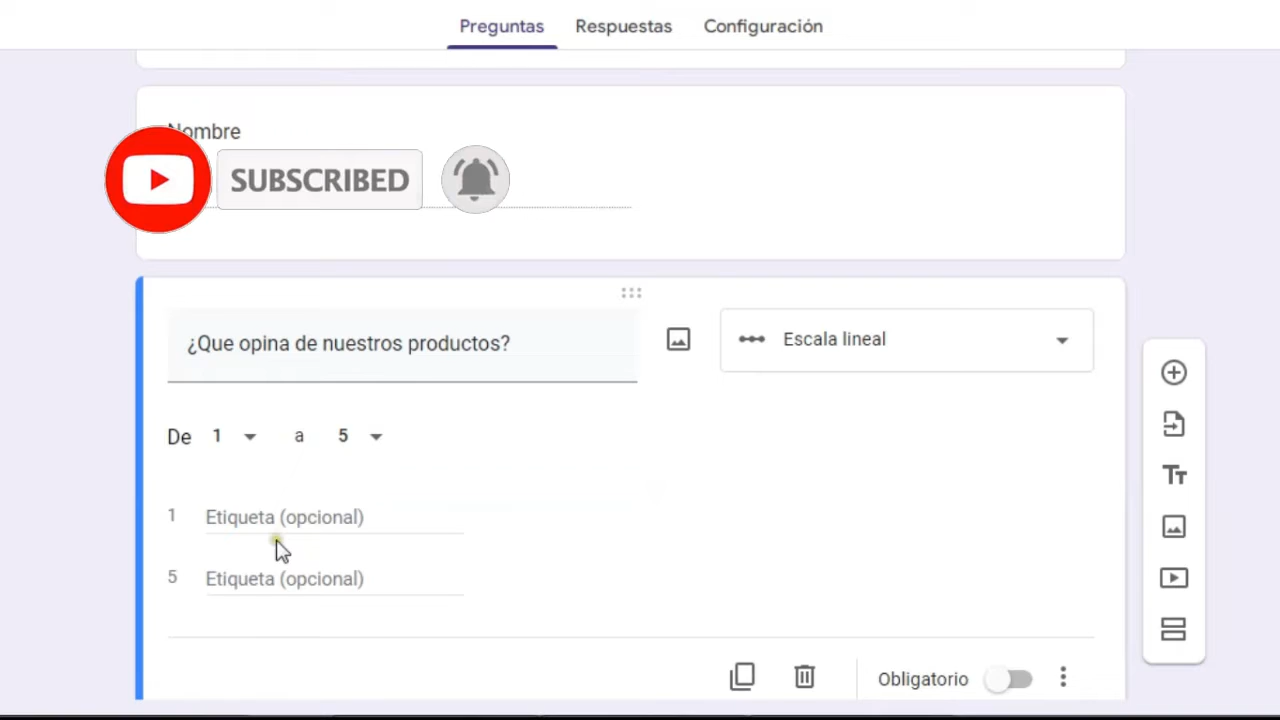 Preguntas Respuestas Configuración
Nombre
SUBSCRIBED
¿Que opina de nuestros productos?
Escala lineal
De 1 a 5
1 Etiqueta (opcional)
5 Etiqueta (opcional)
Obligatorio